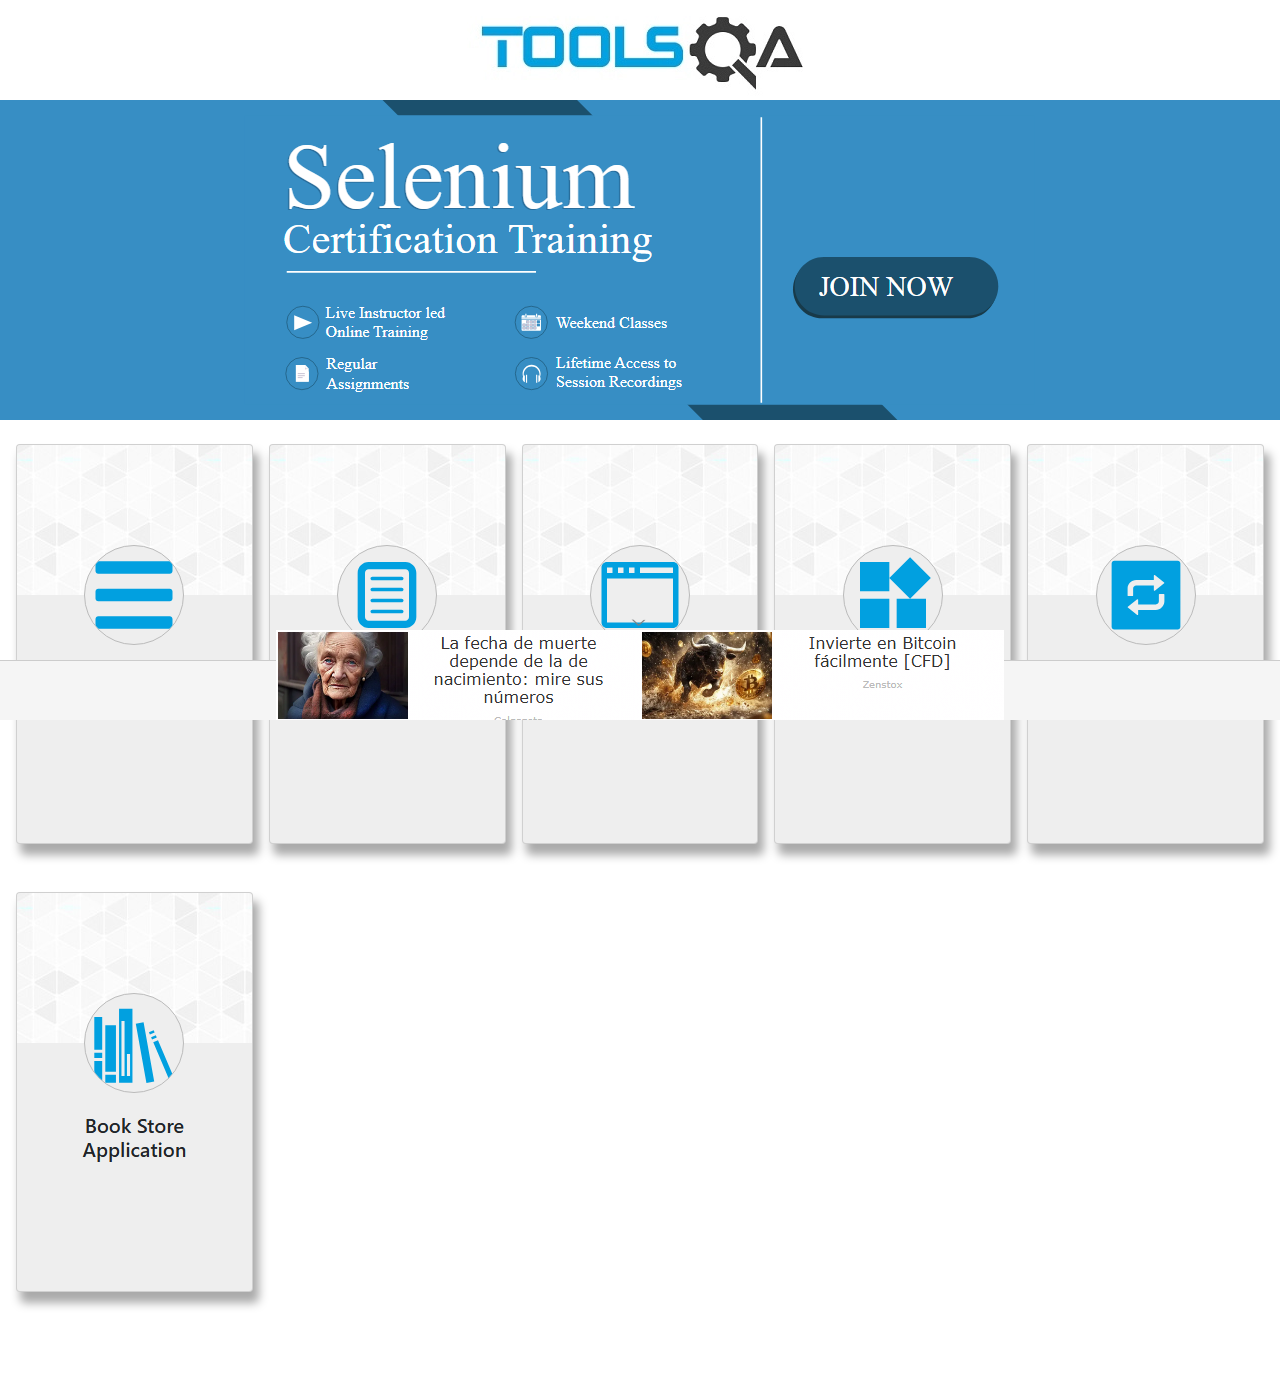 TOOLSQA
Selenium
Certification Training
JOIN NOW
Live Instructor led
Online Training
Weekend Classes
Regular
Assignments
Lifetime Access to
Session Recordings
La fecha de muerte
depende de la de
nacimiento: mire sus
números
Invierte en Bitcoin
fácilmente [CFD]
Zenstox
Book Store
Application